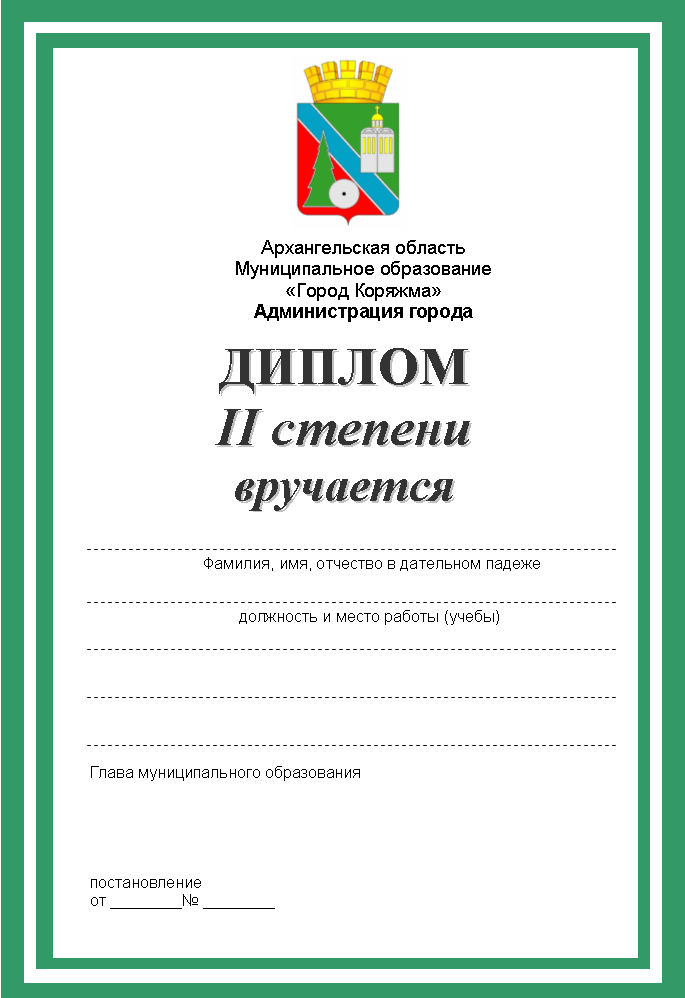 Архангельская область
Муниципальное образование
«Город Коряжма»
Администрация города
ДИПЛОМ
II степени
вручается
Фамилия, имя, отчество в дательном падеже
должность и место работы (учебы)
Глава муниципального образования
постановление
от ________№ ________